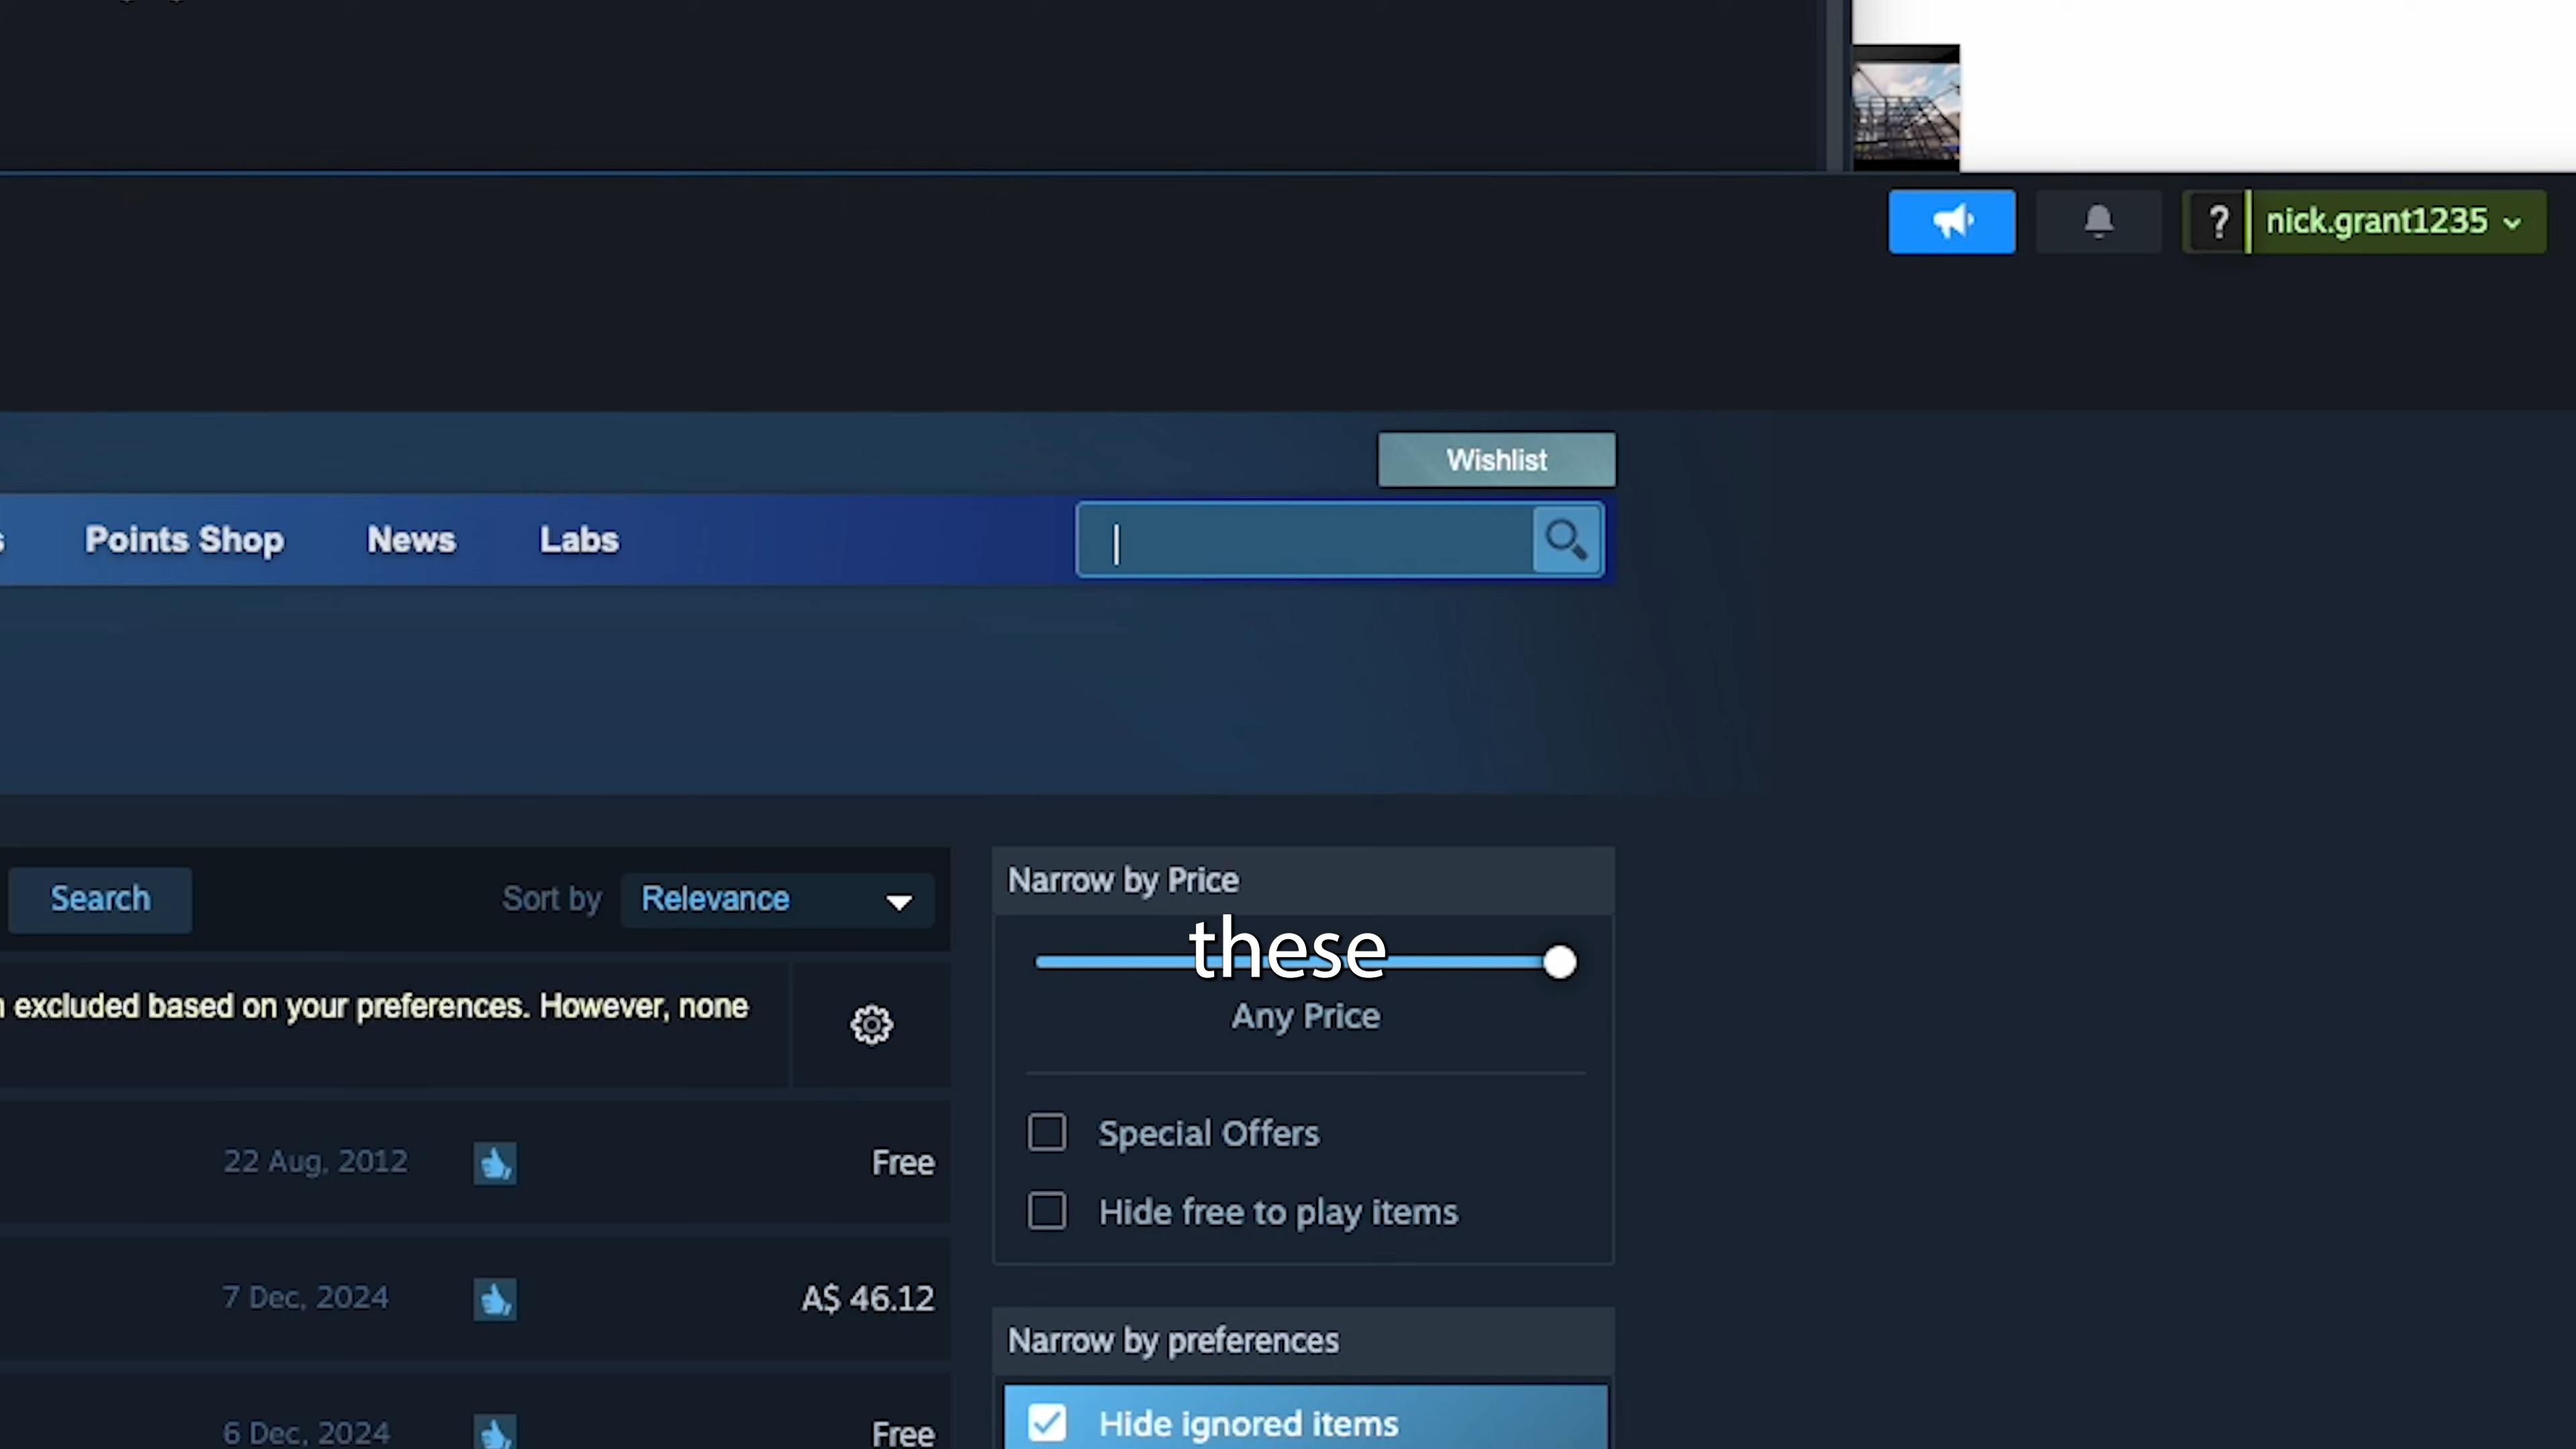 ? nick.grant1235
Wishlist
Points Shop News Labs
Search Sort by Relevance
Narrow by Price
these
Any Price
excluded based on your preferences. However, none
Special Offers
Hide free to play items
22 Aug, 2012 Free
7 Dec, 2024 A$ 46.12
6 Dec, 2024 Free
Narrow by preferences
Hide ignored items